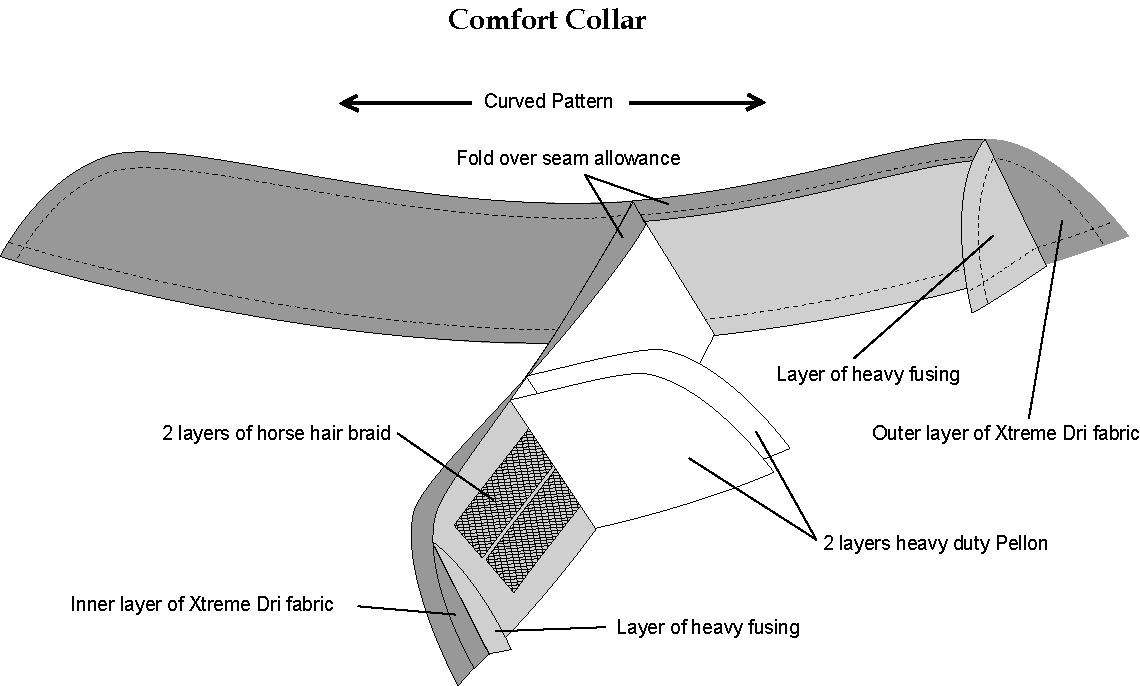 Comfort Collar
Curved Pattern
Fold over seam allowance
Layer of heavy fusing
2 layers of horse hair braid
Outer layer of Xtreme Dri fabric
2 layers heavy duty Pellon
Inner layer of Xtreme Dri fabric
Layer of heavy fusing